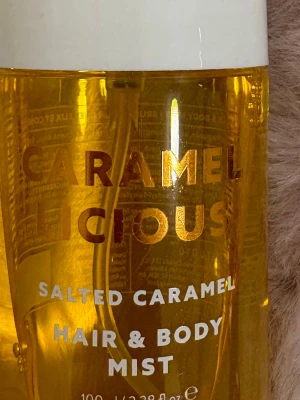 CARAMEL
LICIOUS
SALTED CARAMEL
HAIR & BODY
MIST